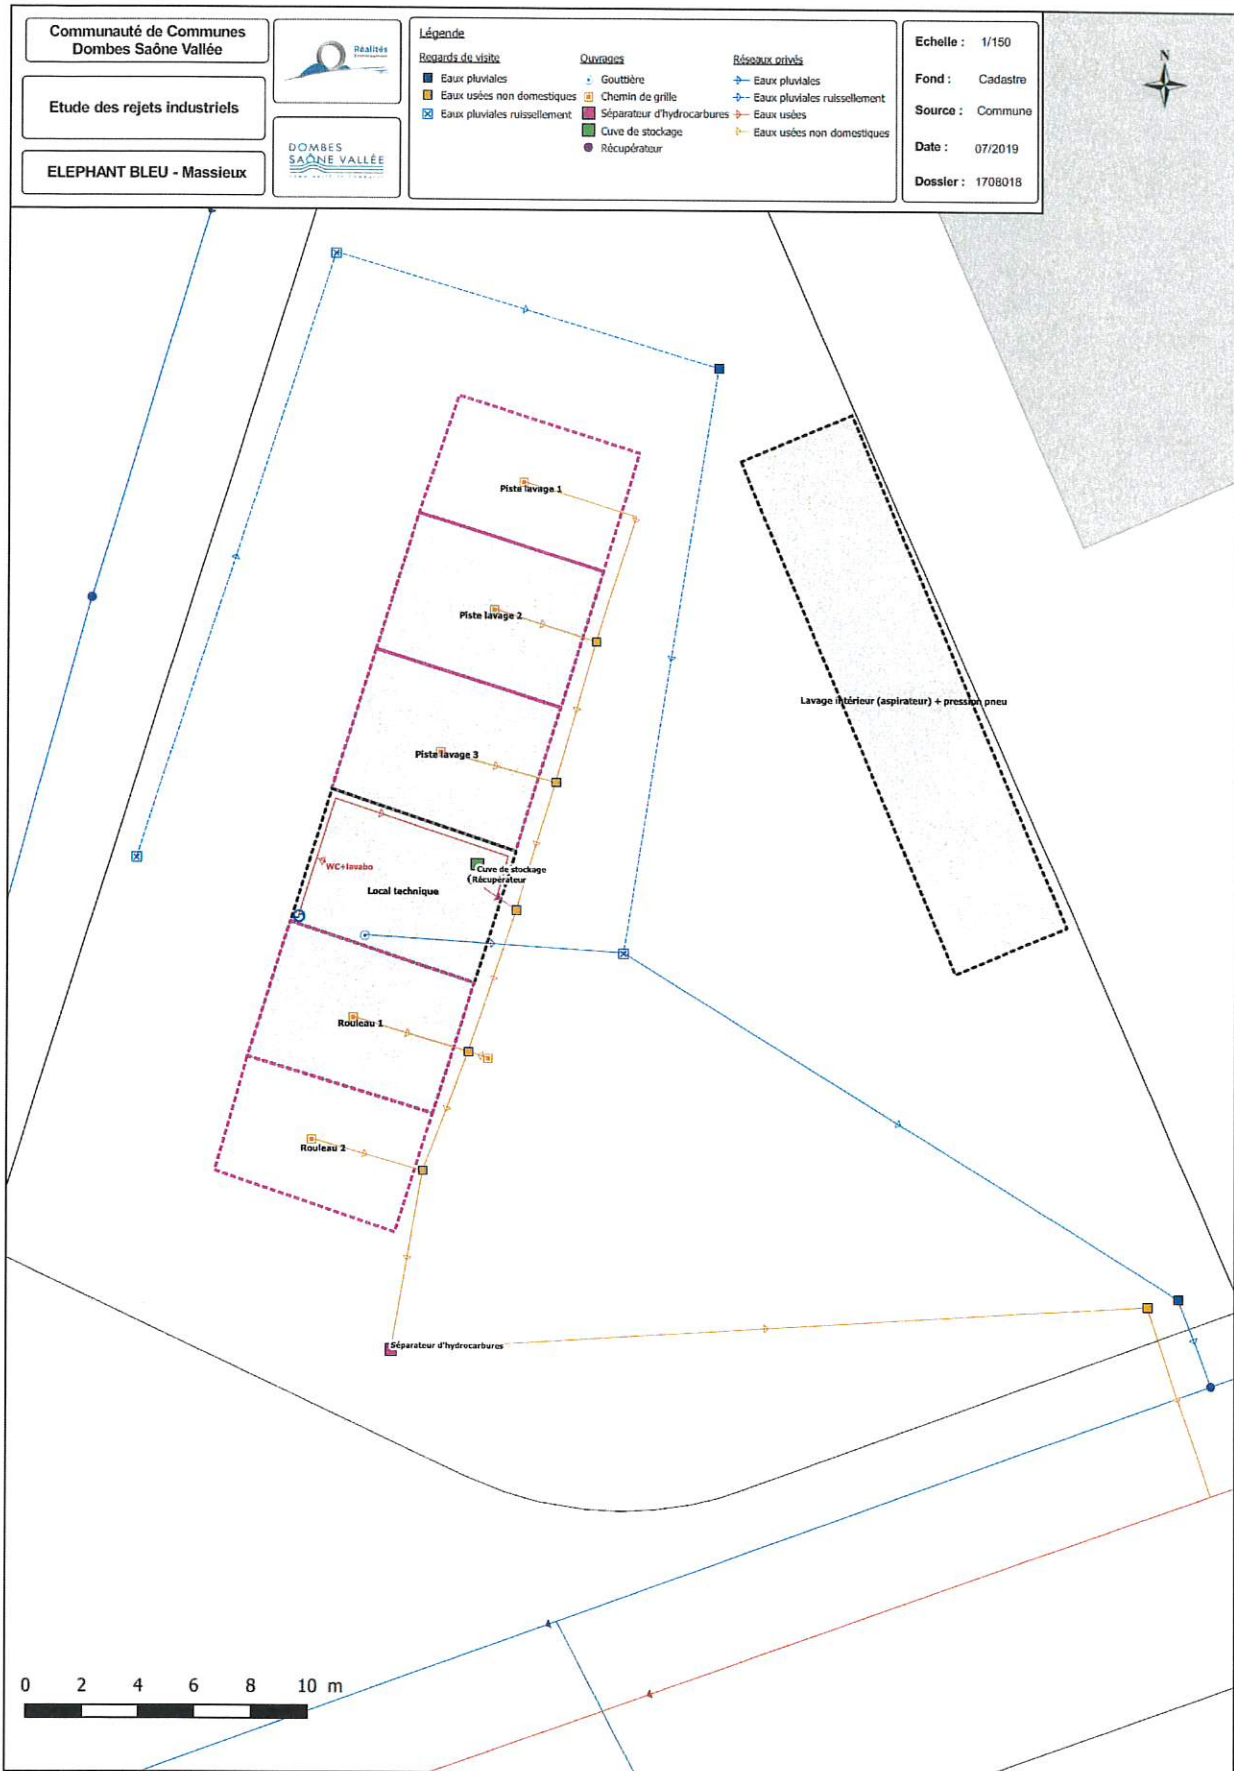 Communauté de Communes
Dombes Saône Vallée
Etude des rejets industriels
ELEPHANT BLEU - Massieux
Réalités
DOMBES
SAÔNE VALLÉE
Légende
Regards de visite
Eaux pluviales
Eaux usées non domestiques
Eaux pluviales ruissellement
Ouvrages
Gouttière
Chemin de grille
Séparateur d'hydrocarbures
Cuve de stockage
Récupérateur
Réseaux privés
Eaux pluviales
Eaux pluviales ruissellement
Eaux usées
Eaux usées non domestiques
Echelle : 1/150
Fond : Cadastre
Source : Commune
Date : 07/2019
Dossier : 1708018
N
Piste lavage 1
Piste lavage 2
Piste lavage 3
Lavage intérieur (aspirateur) + pression pneu
WC+lavabo
Cuve de stockage
(Récupérateur
Local technique
Rouleau 1
Rouleau 2
Séparateur d'hydrocarbures
0 2 4 6 8 10 m